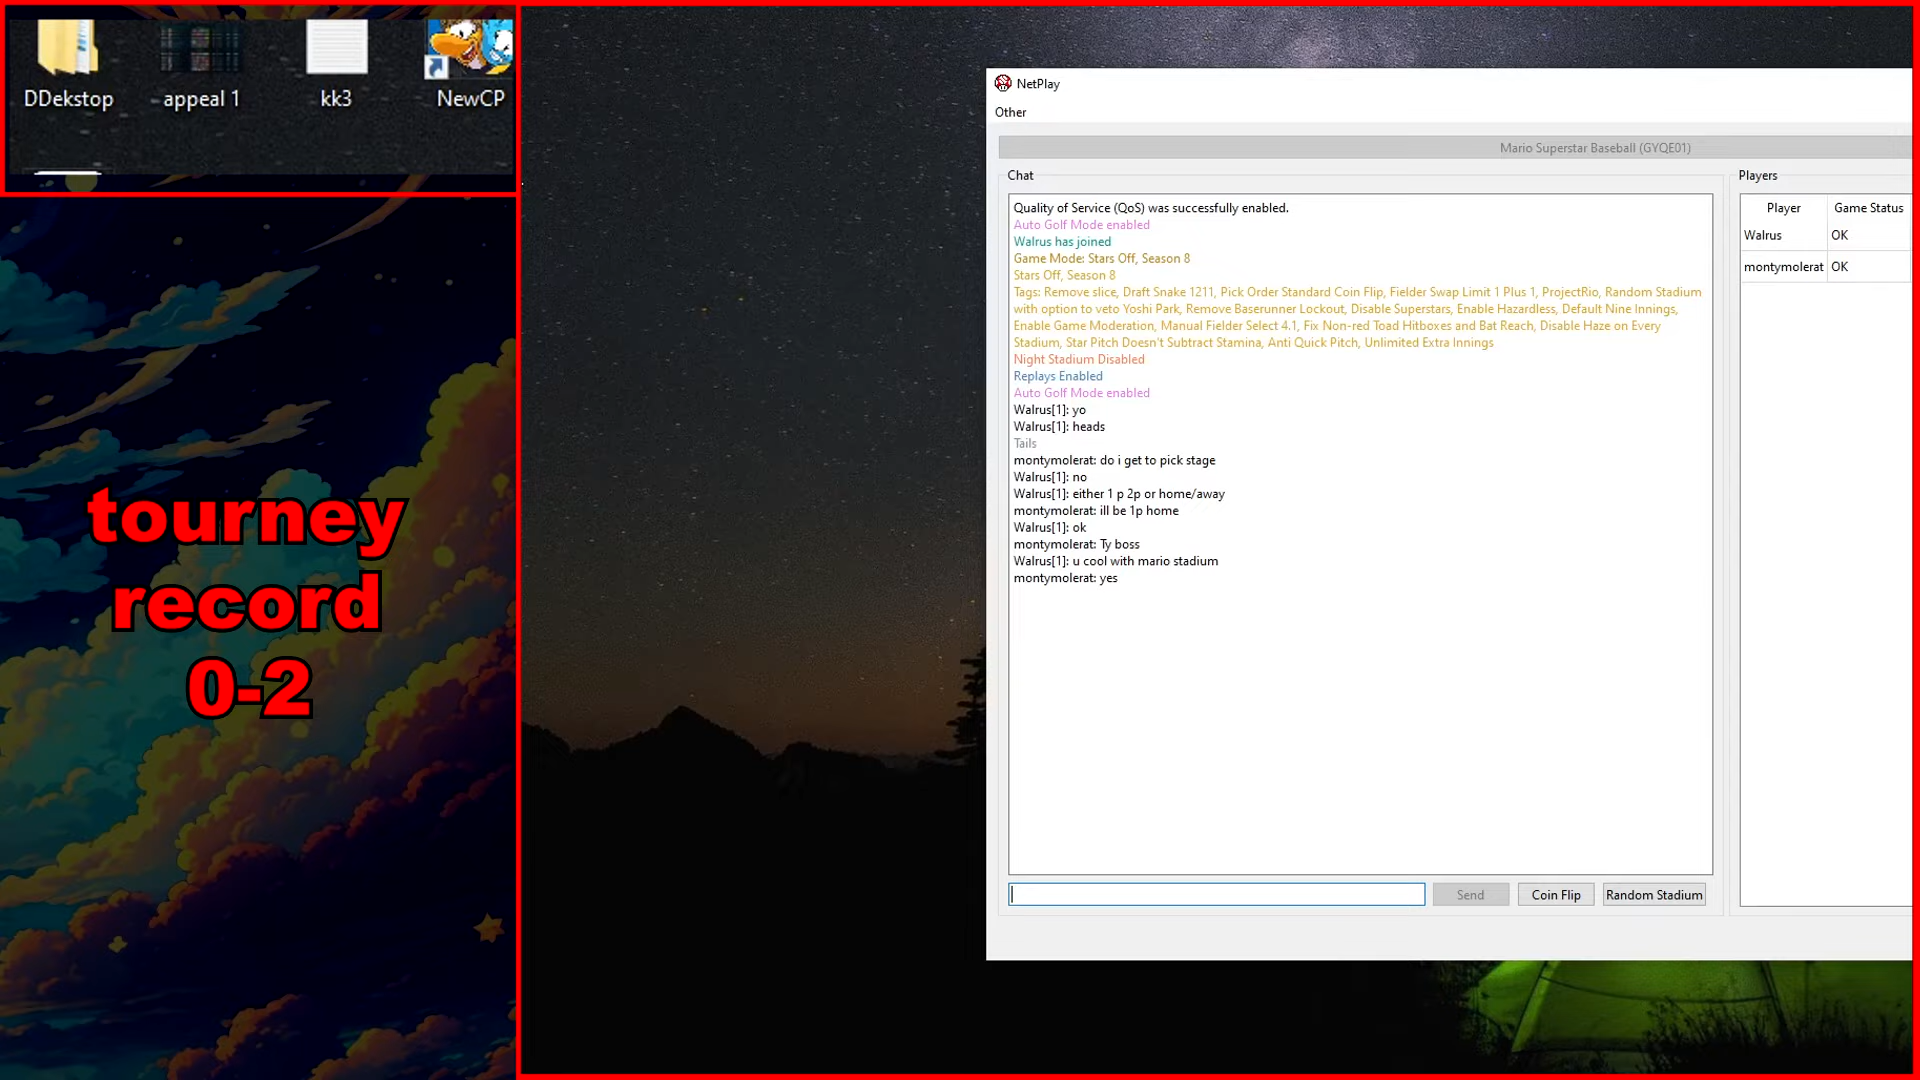 DDekstop
appeal 1
kk3
NewCP
tourney
record
0-2
NetPlay
Other
Mario Superstar Baseball (GYQE01)
Chat
Quality of Service (QoS) was successfully enabled.
Auto Golf Mode enabled
Walrus has joined
Game Mode: Stars Off, Season 8
Stars Off, Season 8
Tags: Remove slice, Draft Snake 1211, Pick Order Standard Coin Flip, Fielder Swap Limit 1 Plus 1, ProjectRio, Random Stadium
with option to veto Yoshi Park, Remove Baserunner Lockout, Disable Superstars, Enable Hazardless, Default Nine Innings,
Enable Game Moderation, Manual Fielder Select 4.1, Fix Non-red Toad Hitboxes and Bat Reach, Disable Haze on Every
Stadium, Star Pitch Doesn't Subtract Stamina, Anti Quick Pitch, Unlimited Extra Innings
Night Stadium Disabled
Replays Enabled
Auto Golf Mode enabled
Walrus[1]: yo
Walrus[1]: heads
Tails
montymolerat: do i get to pick stage
Walrus[1]: no
Walrus[1]: either 1 p 2p or home/away
montymolerat: ill be 1p home
Walrus[1]: ok
montymolerat: Ty boss
Walrus[1]: u cool with mario stadium
montymolerat: yes
Send
Coin Flip
Random Stadium
Players
Player Game Status
Walrus OK
montymolerat OK